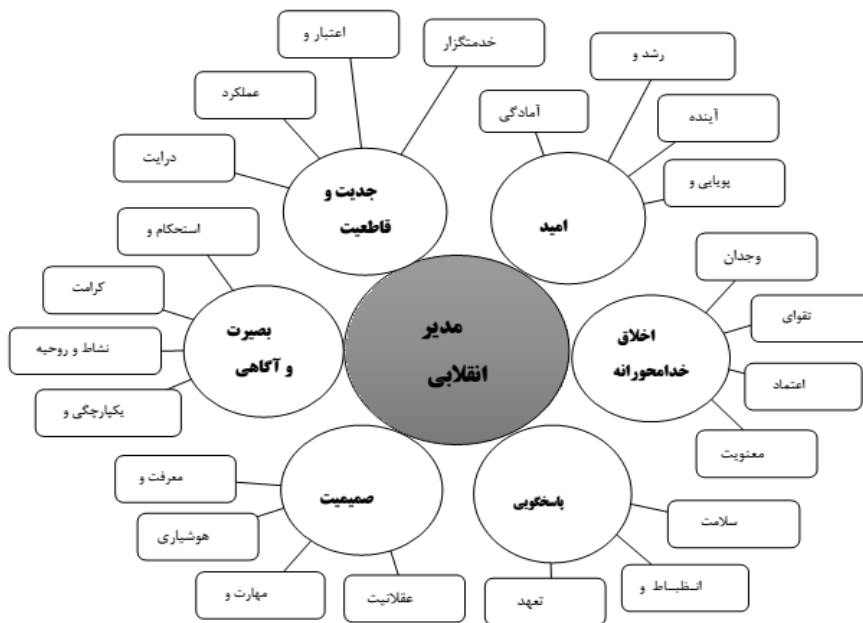 اعتبار و
خدمتگزار
رشد و
عملکرد
آمادگی
آینده
درایت
پویایی و
جدیت و
قاطعیت
امید
استحکام و
وجدان
کرامت
تقوای
بصیرت
و آگاهی
مدیر
انقلابی
اخلاق
خدامحورانه
نشاط و روحیه
اعتماد
یکپارچگی و
معنویت
معرفت و
صمیمیت
پاسخگویی
سلامت
هوشیاری
مهارت و
عقلانیت
تعهد
انـظبـاط و